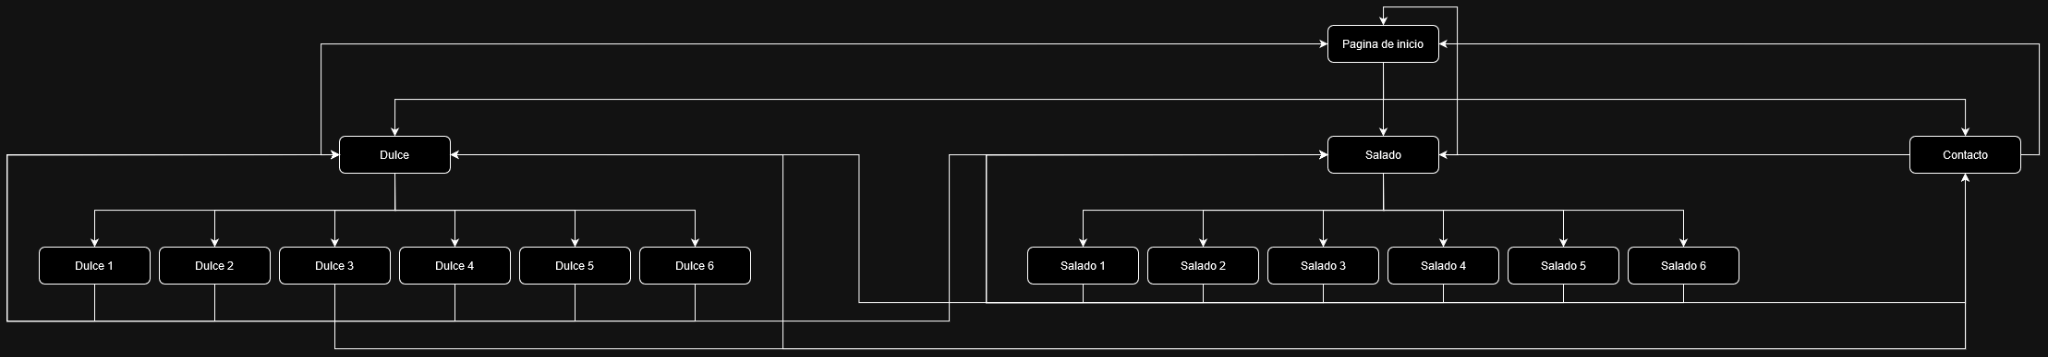 Pagina de inicio
Dulce
Salado
Contacto
Dulce 1
Dulce 2
Dulce 3
Dulce 4
Dulce 5
Dulce 6
Salado 1
Salado 2
Salado 3
Salado 4
Salado 5
Salado 6